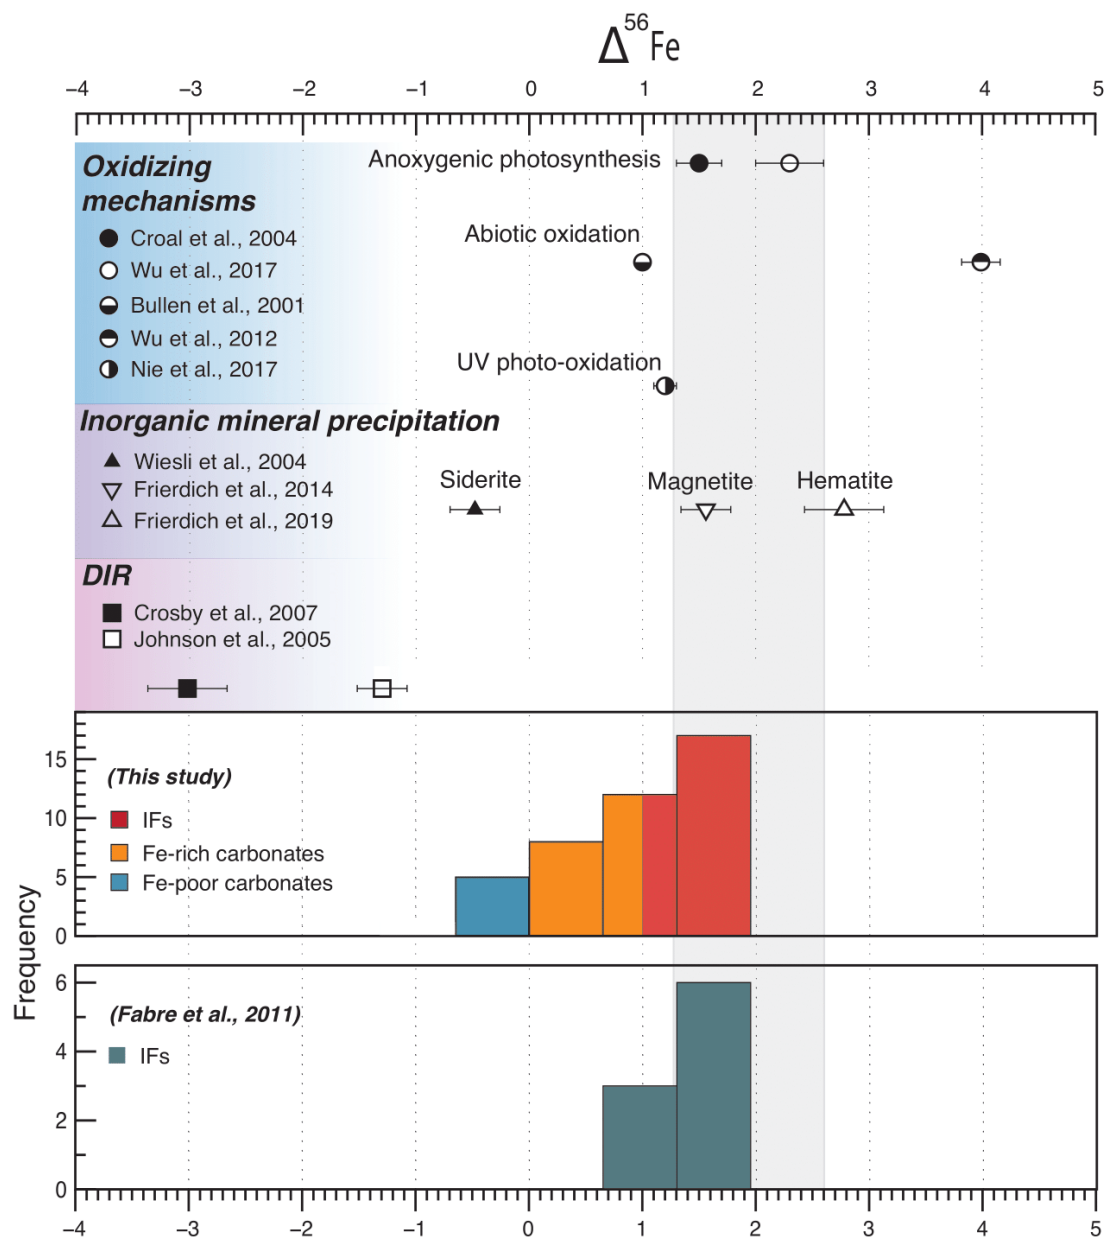 Δ56Fe
−4 −3 −2 −1 0 1 2 3 4 5
Oxidizing
mechanisms
Croal et al., 2004
Wu et al., 2017
Bullen et al., 2001
Wu et al., 2012
Nie et al., 2017
Anoxygenic photosynthesis
Abiotic oxidation
UV photo-oxidation
Inorganic mineral precipitation
Wiesli et al., 2004
Frierdich et al., 2014
Frierdich et al., 2019
Siderite
Magnetite
Hematite
DIR
Crosby et al., 2007
Johnson et al., 2005
Frequency
15
10
5
0
(This study)
IFs
Fe-rich carbonates
Fe-poor carbonates
6
4
2
0
(Fabre et al., 2011)
IFs
−4 −3 −2 −1 0 1 2 3 4 5